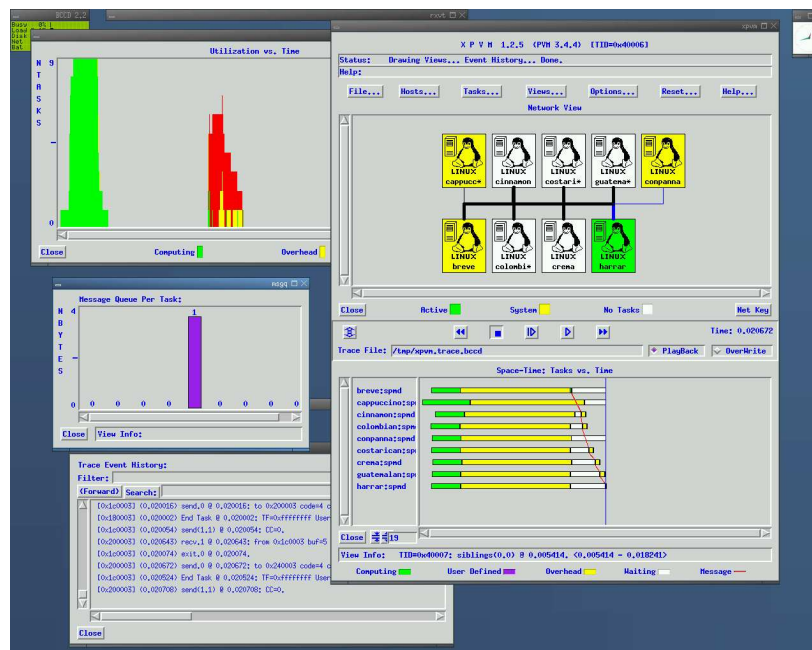 BCCD 2.2
Busy 0%
Load
Disk
Net
Bat
rxvt
Utilization vs. Time
N 9
T
A
S
K
S
0
Close
Computing
Overhead
xpvm
X P V M 1.2.5 (PVM 3.4.4) [TID=0x40006]
Status: Drawing Views... Event History... Done.
Help:
File... Hosts... Tasks... Views... Options... Reset... Help...
Network View
LINUX LINUX LINUX LINUX LINUX
cappucc* cinnamon costari* guatema* conpanna
LINUX LINUX LINUX LINUX
breve colombi* crema harrar
Close Active System No Tasks Net Key
Time: 0.020672
Trace File: /tmp/xpvm.trace.bccd PlayBack OverWrite
Space-Time: Tasks vs. Time
breve:spmd
cappuccino:sp
cinnamon:spmd
colombian:spm
conpanna:spmd
costarican:sp
crema:spmd
guatemalan:sp
harrar:spmd
Close 19
View Info: TID=0x40007: siblings(0.0) @ 0.005414. (0.005414 - 0.018241)
Computing User Defined Overhead Waiting Message
msgq
Message Queue Per Task:
N 4
B
Y
T
E
S
0
1
0 0 0 0 0 0 0 0
Close View Info:
Trace Event History:
Filter:
(Forward) Search:
[0x1c0003] (0.020016) send.0 @ 0.020016: to 0x200003 code=4 c
[0x180003] (0.020002) End Task @ 0.020002: TF=0xffffffff User
[0x1c0003] (0.020054) send(1.1) @ 0.020054: CC=0.
[0x200003] (0.020643) recv.1 @ 0.020643: from 0x1c0003 buf=5
[0x1c0003] (0.020074) exit.0 @ 0.020074.
[0x200003] (0.020672) send.0 @ 0.020672: to 0x240003 code=4 c
[0x1c0003] (0.020524) End Task @ 0.020524: TF=0xffffffff User
[0x200003] (0.020708) send(1.1) @ 0.020708: CC=0.
Close